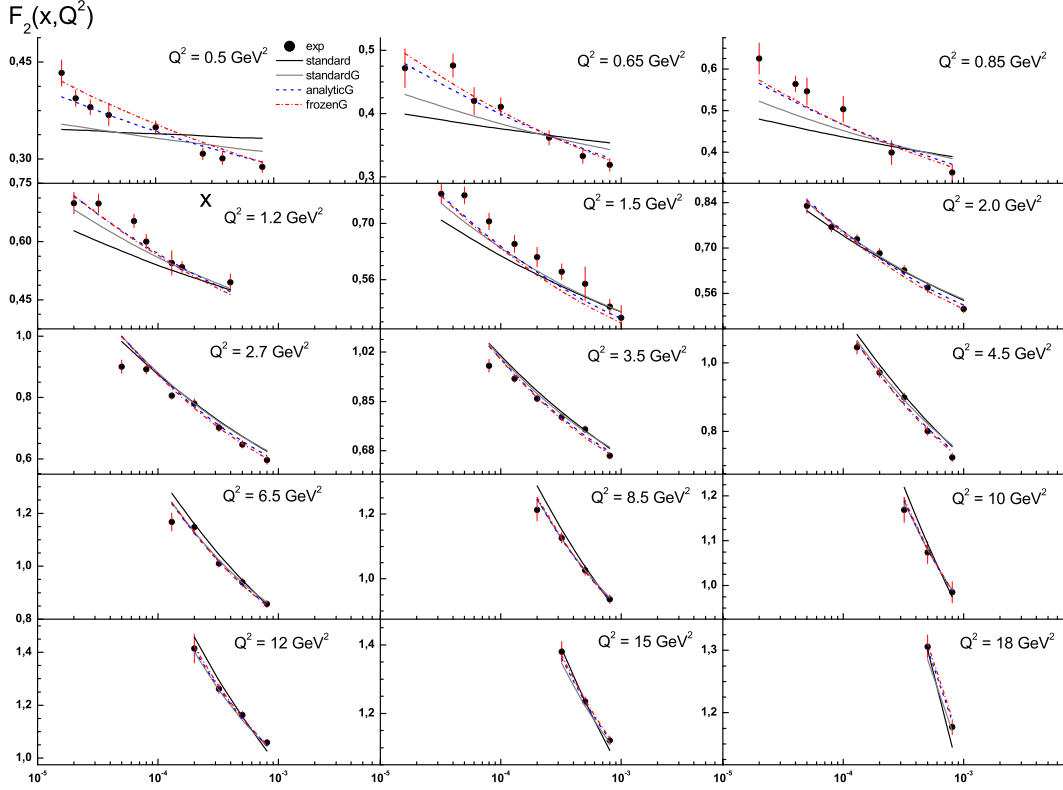 F₂(x,Q²)
2
Q² = 0.5 GeV²
exp
standard
standardG
analyticG
frozenG
0,45
0,30
0,75
Q² = 0.65 GeV²
0,5
0,4
0,3
Q² = 0.85 GeV²
0,6
0,5
0,4
x
Q² = 1.2 GeV²
0,60
0,45
Q² = 1.5 GeV²
0,70
0,56
Q² = 2.0 GeV²
0,84
0,70
0,56
Q² = 2.7 GeV²
1,0
0,8
0,6
Q² = 3.5 GeV²
1,02
0,85
0,68
Q² = 4.5 GeV²
1,0
0,8
Q² = 6.5 GeV²
1,2
1,0
0,8
Q² = 8.5 GeV²
1,2
1,0
Q² = 10 GeV²
1,2
1,1
1,0
Q² = 12 GeV²
1,4
1,2
1,0
Q² = 15 GeV²
1,4
1,2
Q² = 18 GeV²
1,3
1,2
10⁻⁵ 10⁻⁴ 10⁻³ 10⁻⁵ 10⁻⁴ 10⁻³ 10⁻⁵ 10⁻⁴ 10⁻³